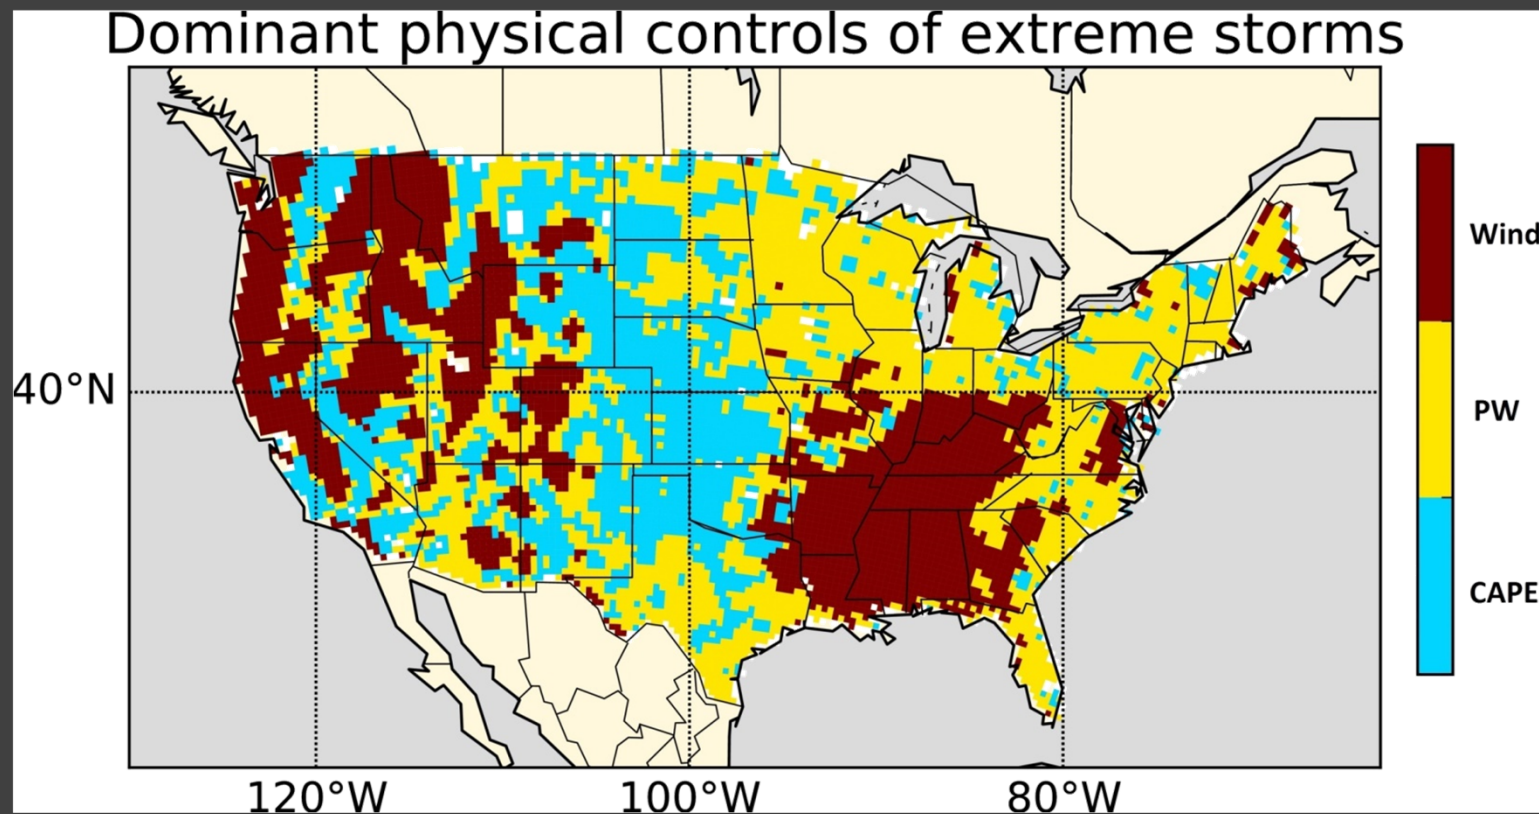 Dominant physical controls of extreme storms
Wind
40°N
PW
CAPE
120°W
100°W
80°W